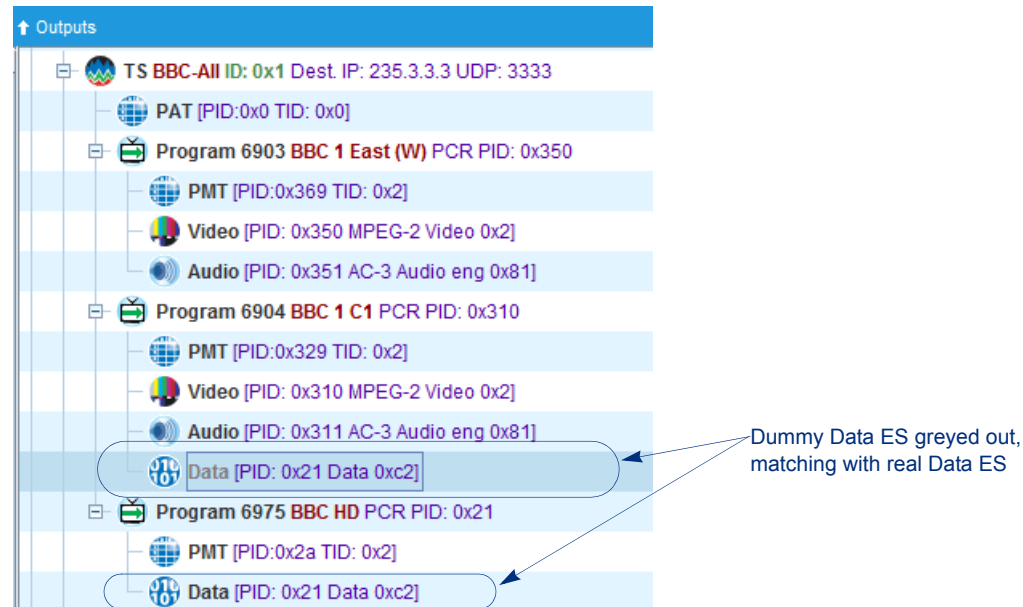 Outputs
TS BBC-All ID: 0x1 Dest. IP: 235.3.3.3 UDP: 3333
PAT [PID:0x0 TID: 0x0]
Program 6903 BBC 1 East (W) PCR PID: 0x350
PMT [PID:0x369 TID: 0x2]
Video [PID: 0x350 MPEG-2 Video 0x2]
Audio [PID: 0x351 AC-3 Audio eng 0x81]
Program 6904 BBC 1 C1 PCR PID: 0x310
PMT [PID:0x329 TID: 0x2]
Video [PID: 0x310 MPEG-2 Video 0x2]
Audio [PID: 0x311 AC-3 Audio eng 0x81]
Data [PID: 0x21 Data 0xc2]
Program 6975 BBC HD PCR PID: 0x21
PMT [PID:0x2a TID: 0x2]
Data [PID: 0x21 Data 0xc2]
Dummy Data ES greyed out,
matching with real Data ES